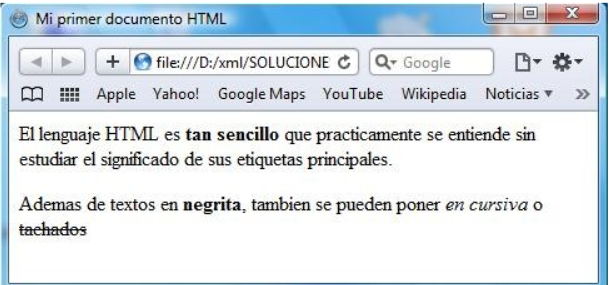 Mi primer documento HTML
file:///D:/xml/SOLUCIONE
Google
Apple Yahoo! Google Maps YouTube Wikipedia Noticias
El lenguaje HTML es tan sencillo que practicamente se entiende sin
estudiar el significado de sus etiquetas principales.
Ademas de textos en negrita, tambien se pueden poner en cursiva o
tachados